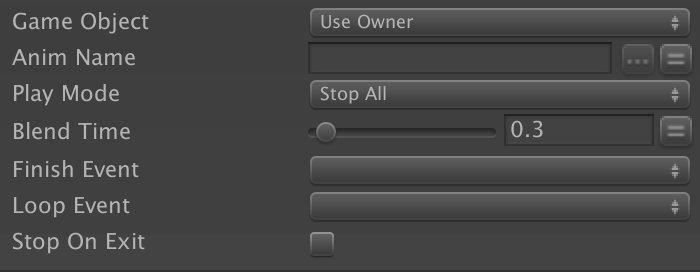 Game Object Use Owner
Anim Name ... =
Play Mode Stop All
Blend Time 0.3 =
Finish Event
Loop Event
Stop On Exit